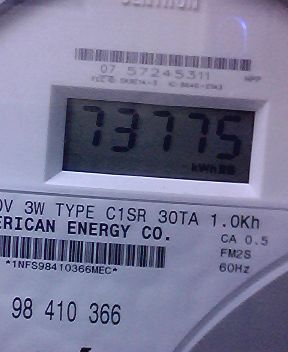 07 57245311
73775
kWh
0V 3W TYPE C1SR 30TA 1.0Kh
ERICAN ENERGY CO.
CA 0.5
FM2S
60Hz
*1NFS98410366MEC*
98 410 366